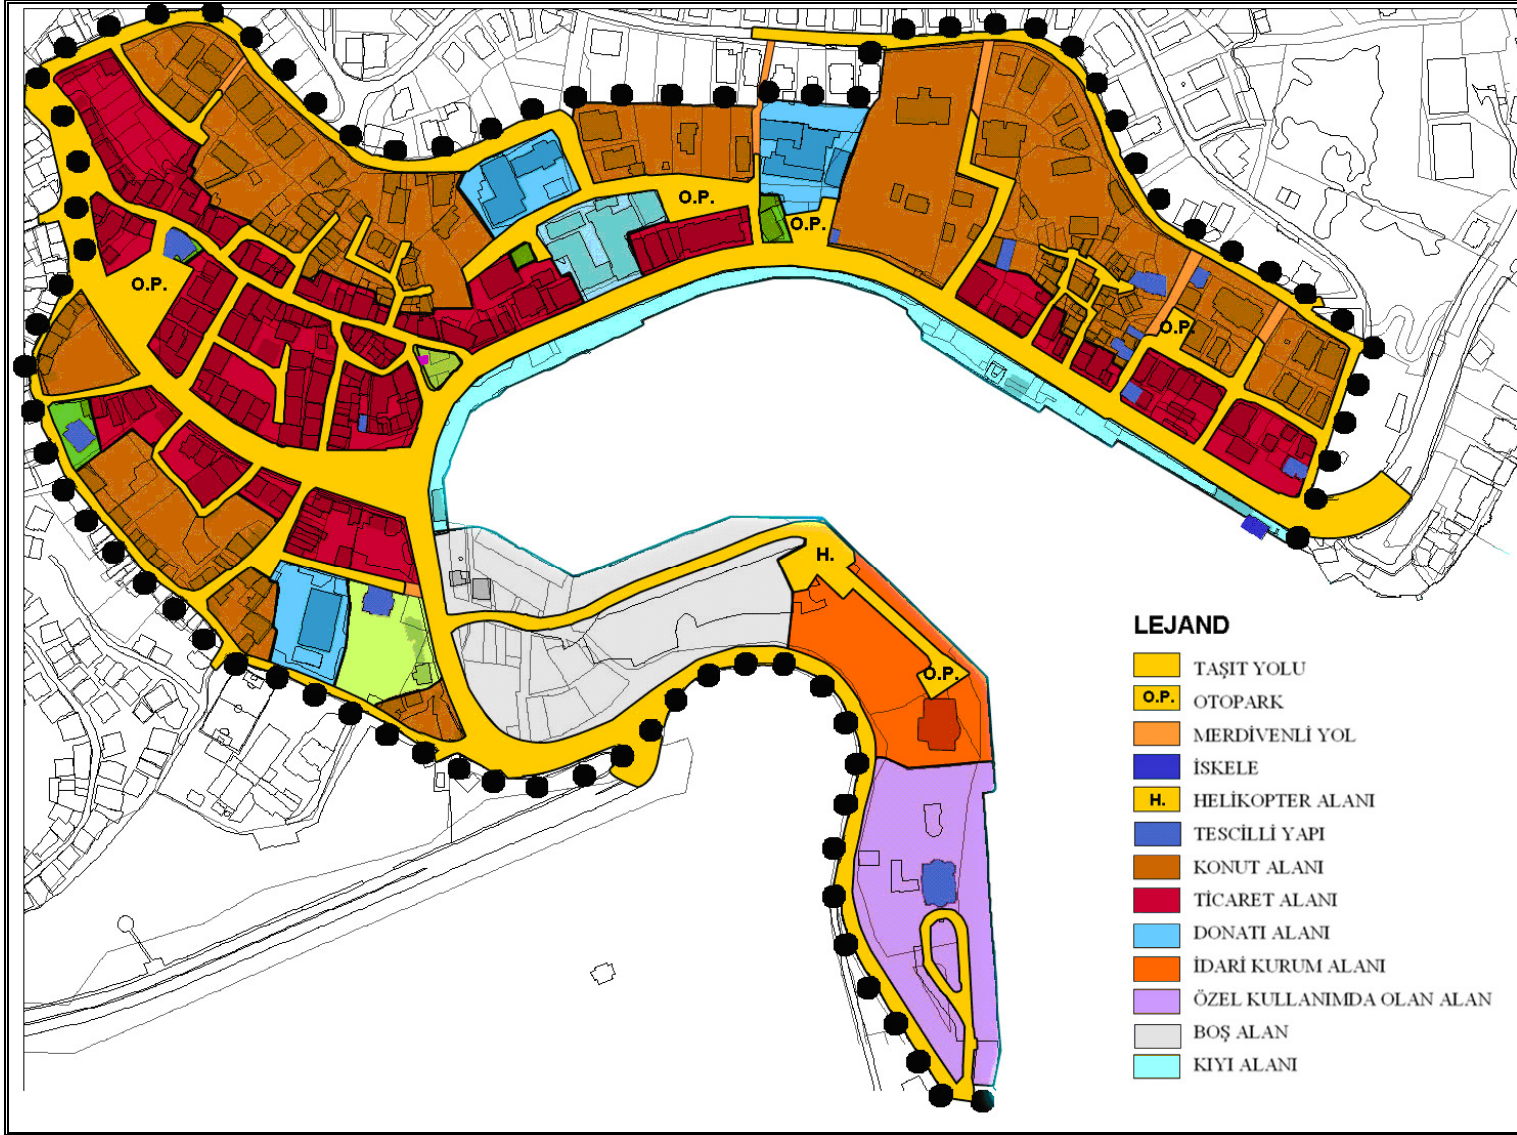 O.P.
O.P.
O.P.
O.P.
H.
O.P.
LEJAND
TAŞIT YOLU
O.P. OTOPARK
MERDİVENLİ YOL
İSKELE
H. HELİKOPTER ALANI
TESCİLLİ YAPI
KONUT ALANI
TİCARET ALANI
DONATI ALANI
İDARİ KURUM ALANI
ÖZEL KULLANIMDA OLAN ALAN
BOŞ ALAN
KIYI ALANI